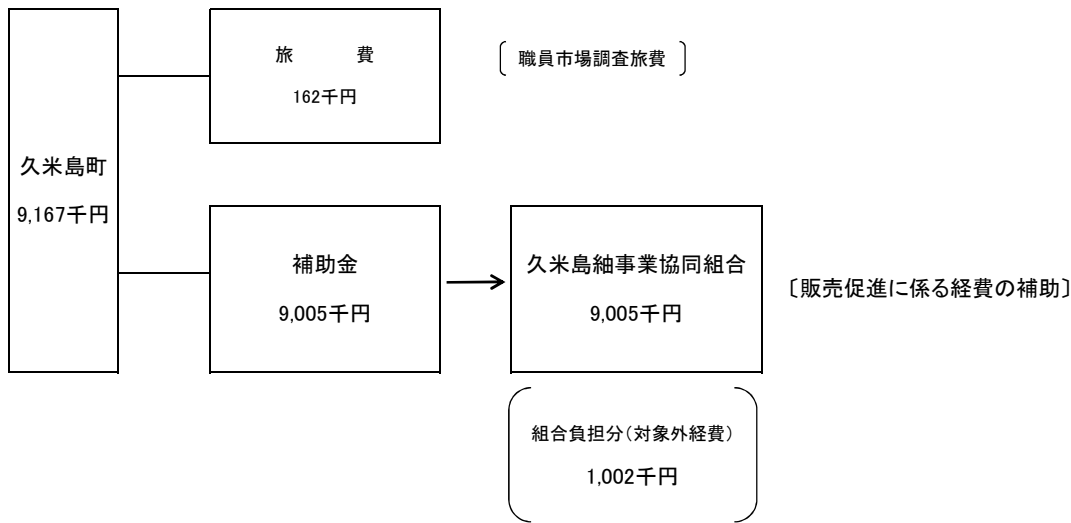 久米島町
9,167千円
旅　　費
162千円
職員市場調査旅費
補助金
9,005千円
久米島紬事業協同組合
9,005千円
〔販売促進に係る経費の補助〕
組合負担分（対象外経費）
1,002千円